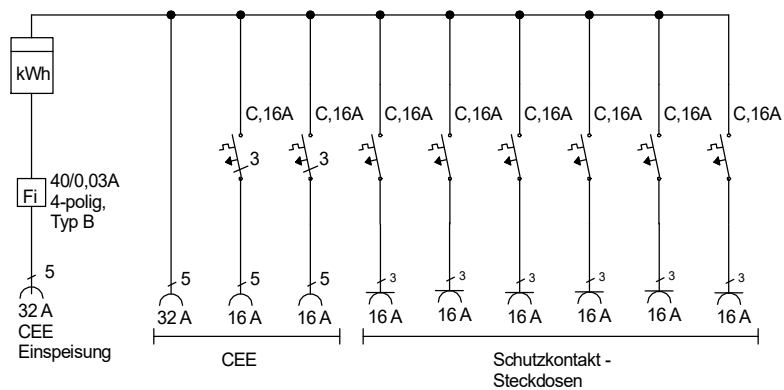 kWh
C,16A C,16A C,16A C,16A C,16A C,16A C,16A C,16A
3 3
Fi
40/0,03A
4-polig,
Typ B
5 5 5 5 3 3 3 3 3 3
32 A
CEE
Einspeisung
32 A 16 A 16 A 16 A 16 A 16 A 16 A 16 A 16 A
CEE
Schutzkontakt -
Steckdosen